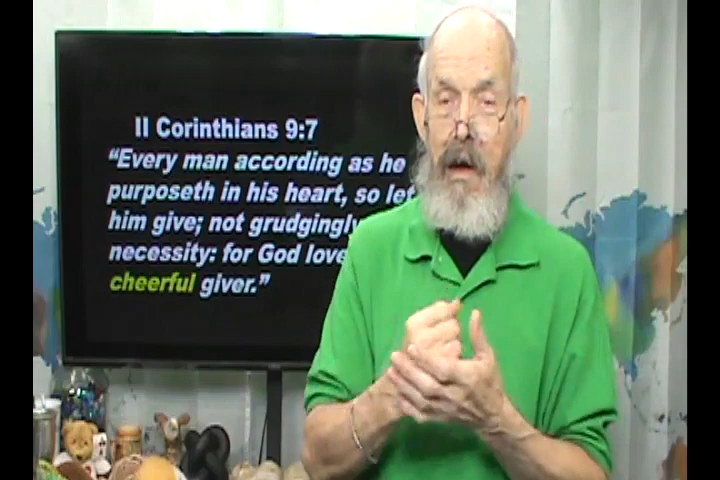 II Corinthians 9:7
“Every man according as he
purposeth in his heart, so let
him give; not grudgingly
necessity: for God love
cheerful giver.”